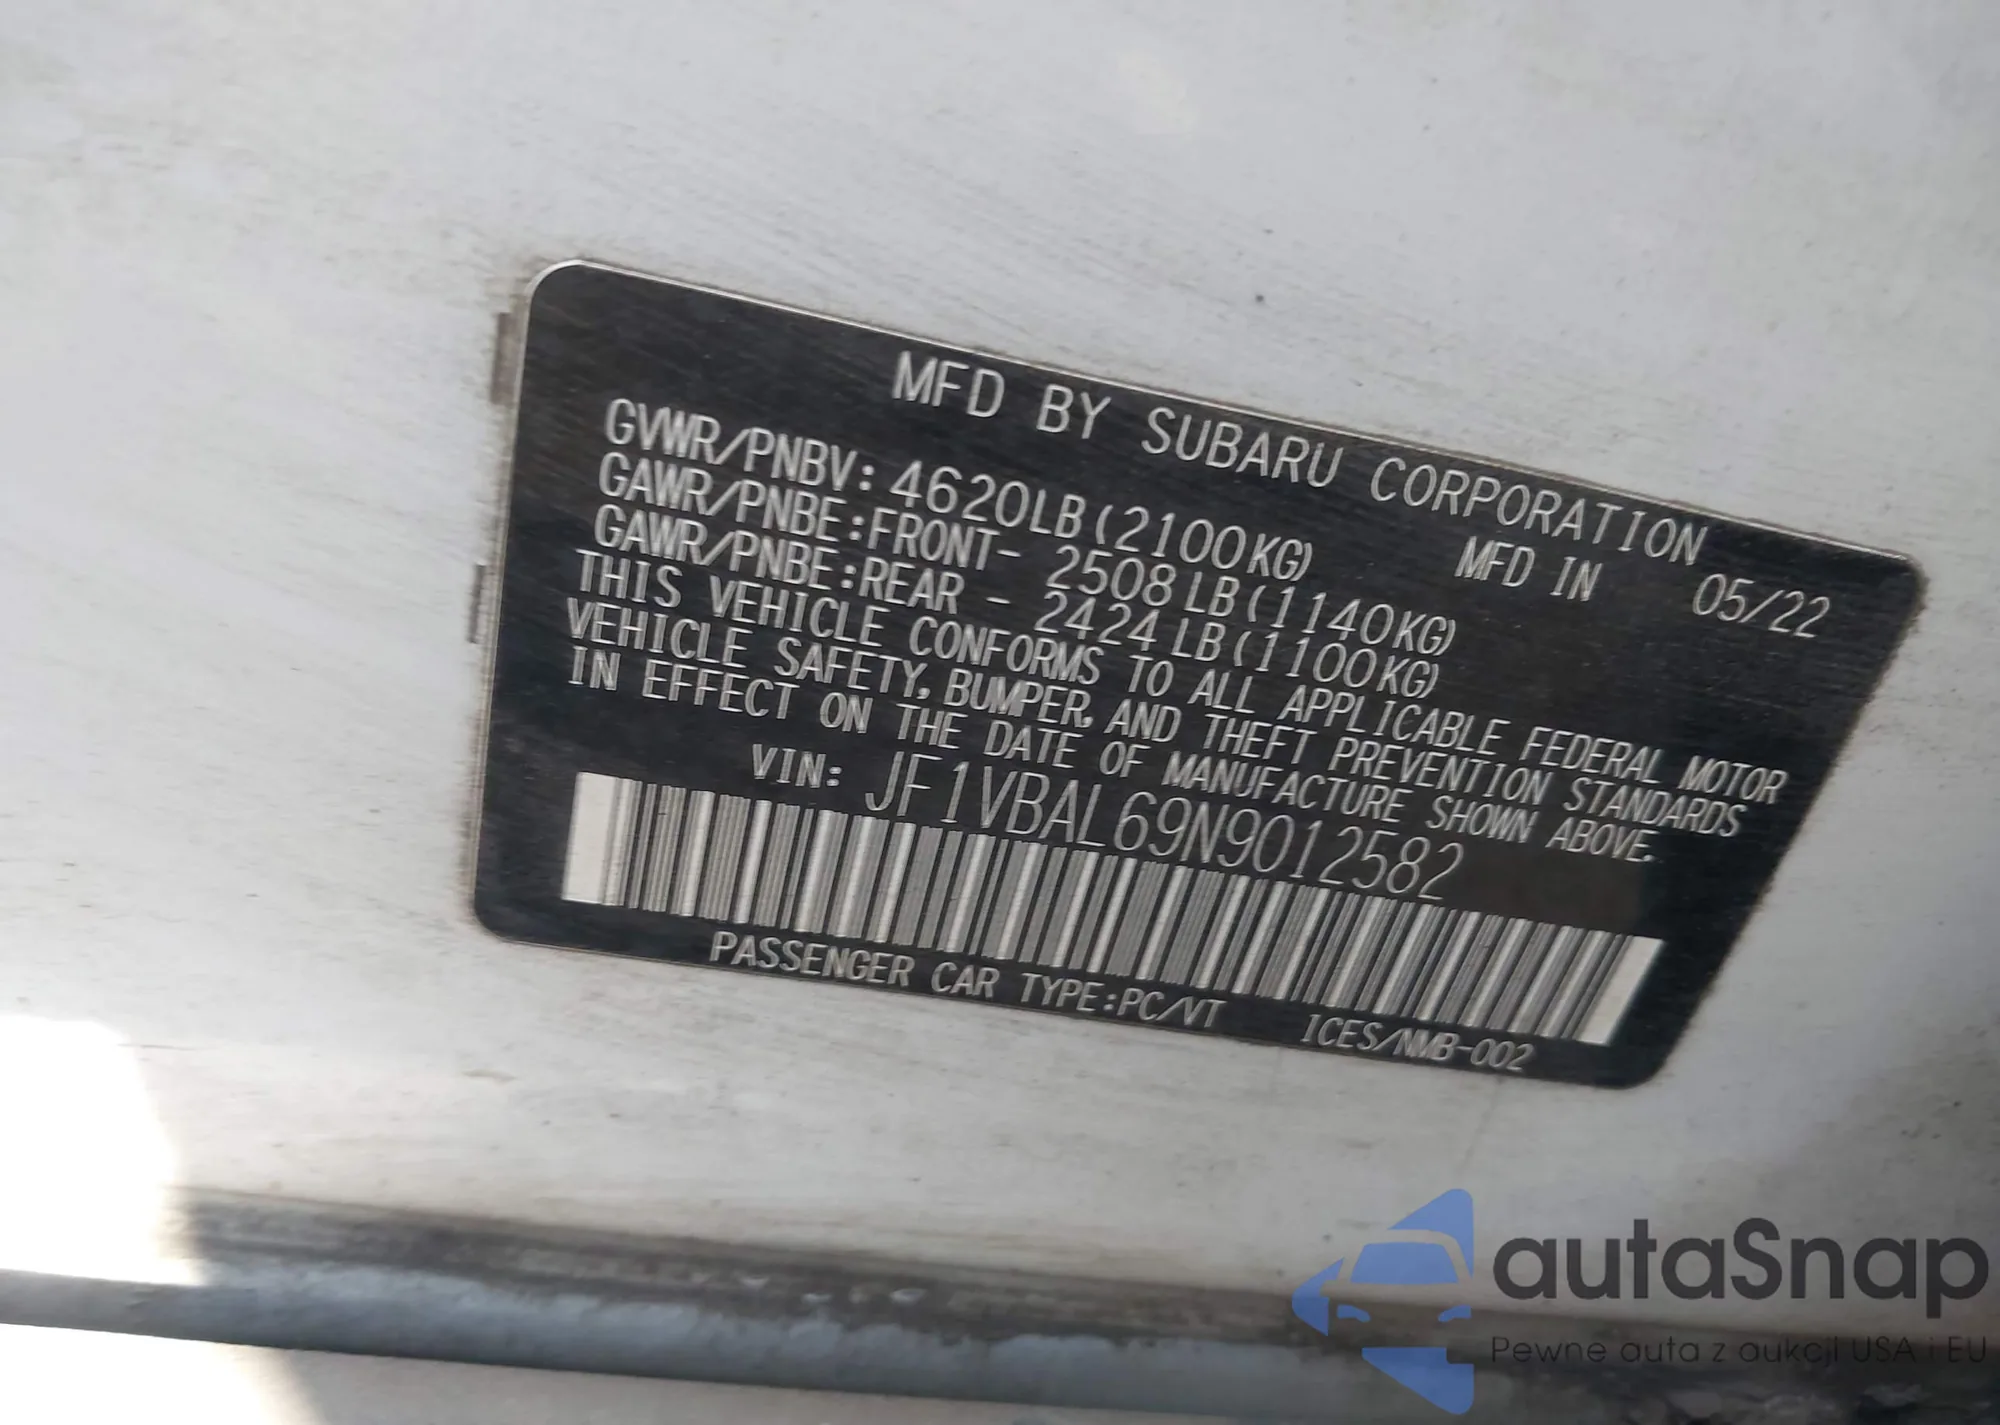 MFD BY SUBARU CORPORATION
GVWR/PNBV: 4620LB(2100KG) MFD IN 05/22
GAWR/PNBE:FRONT- 2508LB(1140KG)
GAWR/PNBE:REAR - 2424LB(1100KG)
THIS VEHICLE CONFORMS TO ALL APPLICABLE FEDERAL MOTOR
VEHICLE SAFETY, BUMPER, AND THEFT PREVENTION STANDARDS
IN EFFECT ON THE DATE OF MANUFACTURE SHOWN ABOVE.
VIN: JF1VBAL69N9012582
PASSENGER CAR TYPE:PC/VT ICES/NMB-002
autaSnap
Pewne auta z aukcji USA i EU